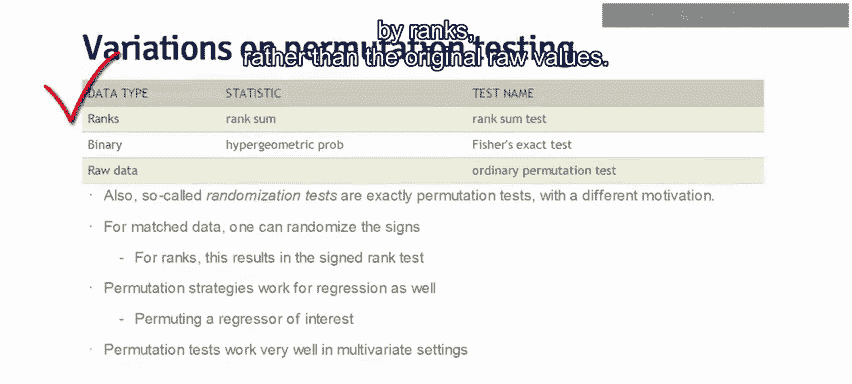 by ranks,
Variations on permutation testing
rather than the original raw values.
DATA TYPE STATISTIC TEST NAME
Ranks rank sum rank sum test
Binary hypergeometric prob Fisher's exact test
Raw data ordinary permutation test
· Also, so-called randomization tests are exactly permutation tests, with a different motivation.
· For matched data, one can randomize the signs
- For ranks, this results in the signed rank test
· Permutation strategies work for regression as well
- Permuting a regressor of interest
· Permutation tests work very well in multivariate settings